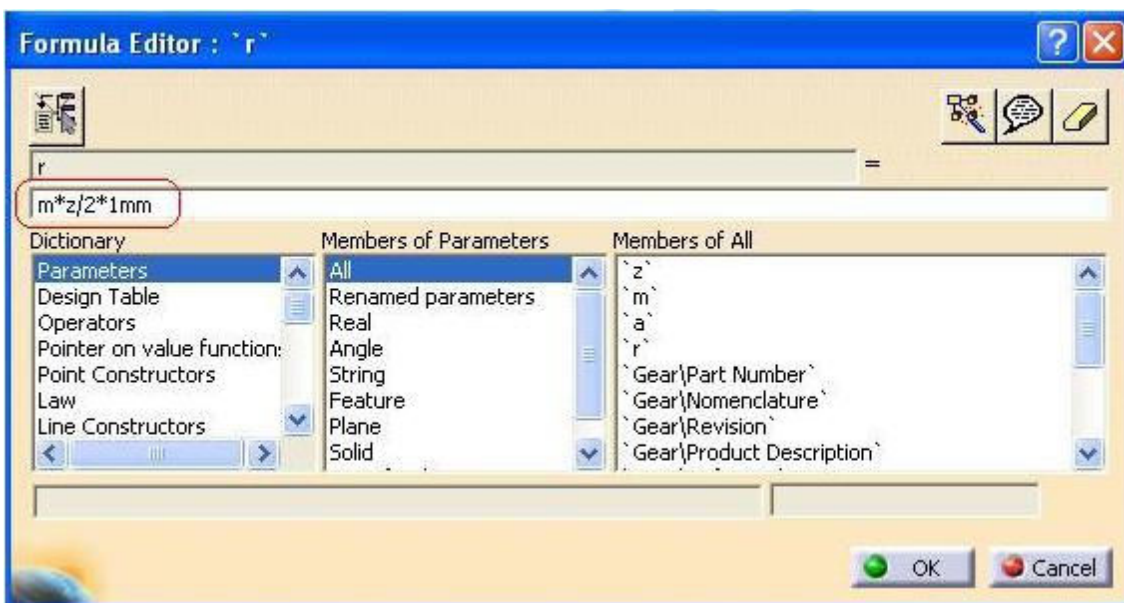 Formula Editor : `r`
r
=
m*z/2*1mm
Dictionary
Parameters
Design Table
Operators
Pointer on value function:
Point Constructors
Law
Line Constructors
Members of Parameters
All
Renamed parameters
Real
Angle
String
Feature
Plane
Solid
Members of All
`z`
`m`
`a`
`r`
`Gear\Part Number`
`Gear\Nomenclature`
`Gear\Revision`
`Gear\Product Description`
OK
Cancel